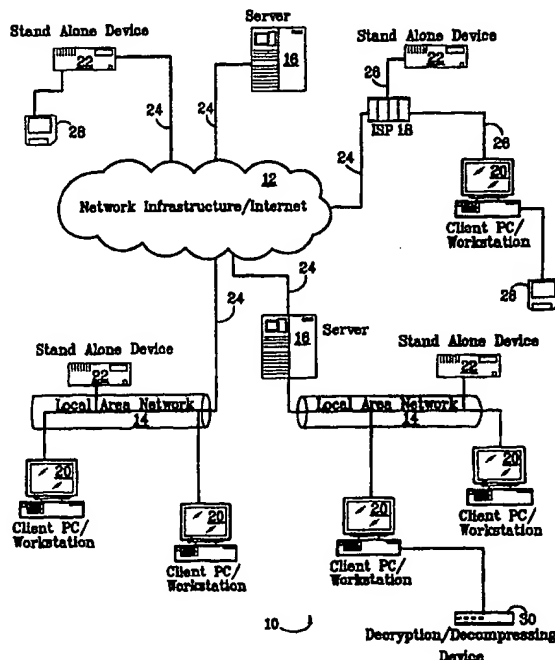 Server
Stand Alone Device
22
16
Stand Alone Device
22
28
24
24
26
ISP 18
24
26
12
Network Infrastructure/Internet
20
Client PC/
Workstation
28
24
24
16
Server
Stand Alone Device
22
Local Area Network
14
Stand Alone Device
22
Local Area Network
14
20
Client PC/
Workstation
20
Client PC/
Workstation
20
Client PC/
Workstation
20
Client PC/
Workstation
10
30
Decryption/Decompressing
Device